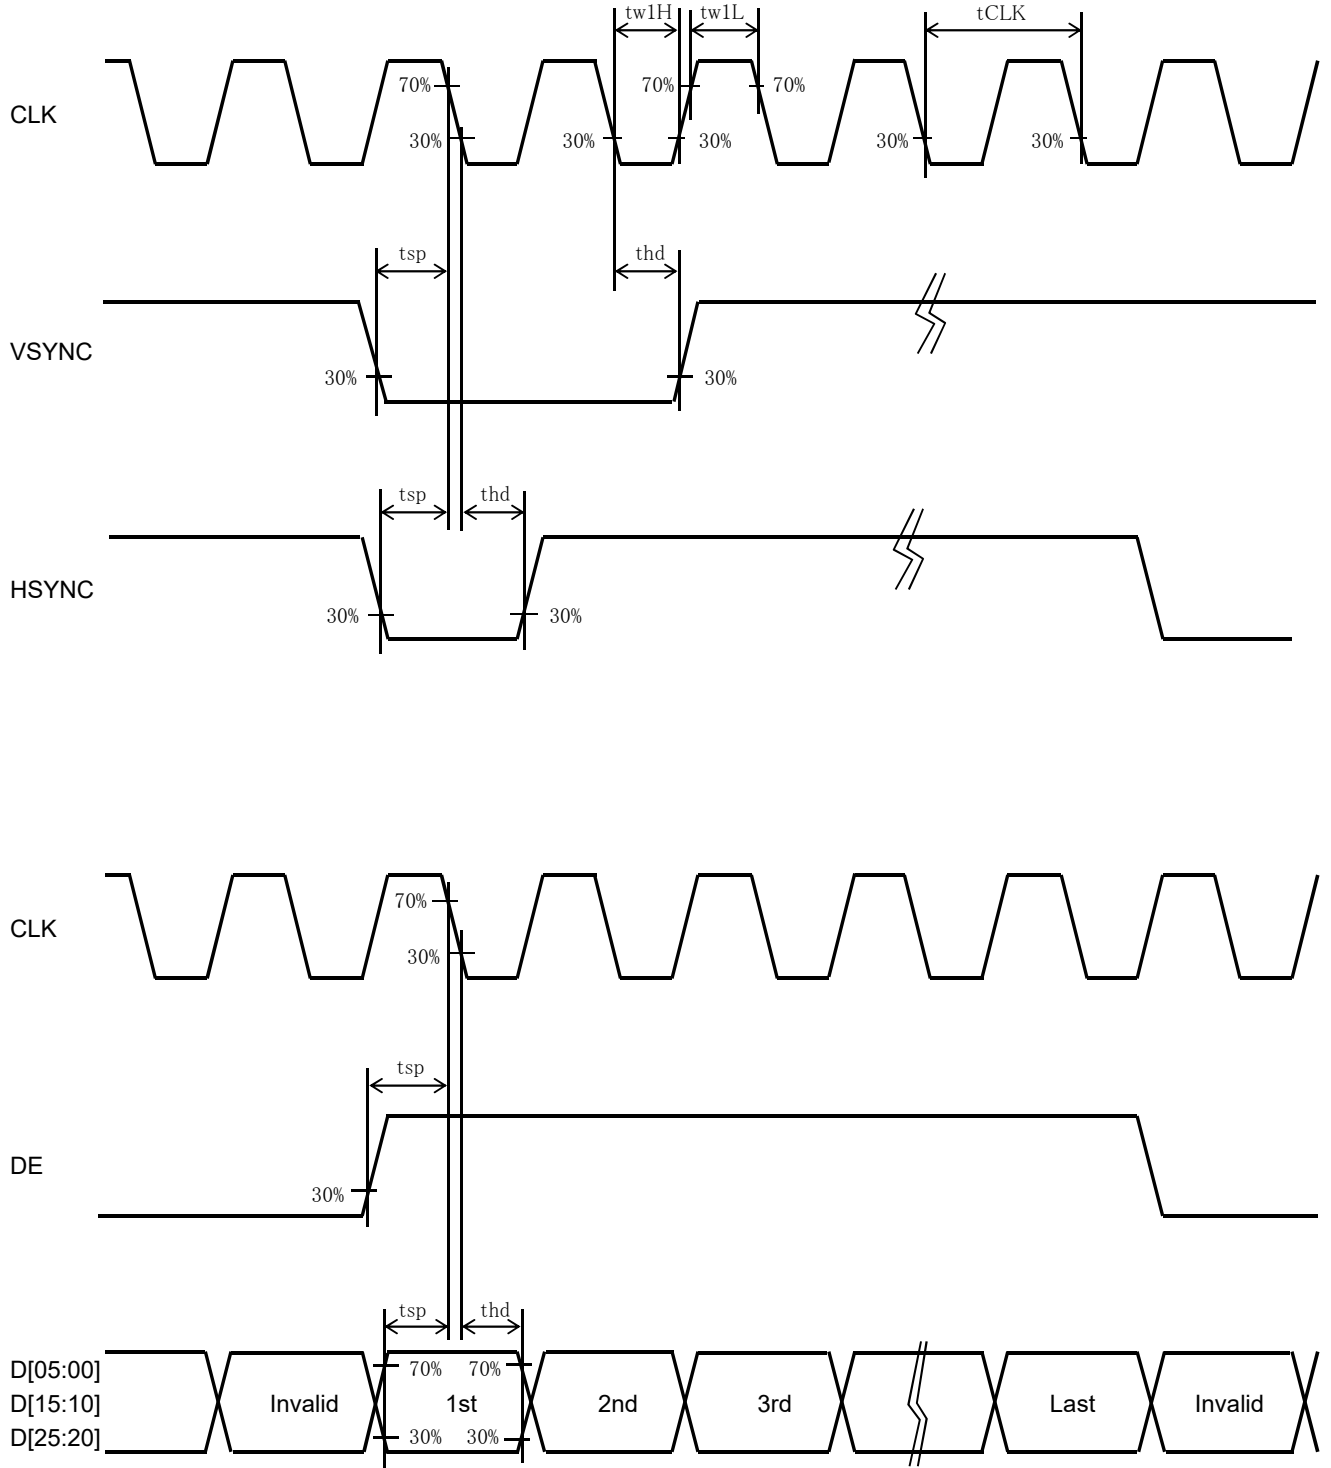 tw1H tw1L tCLK
70% 70% 70%
CLK
30% 30% 30% 30% 30%
tsp thd
VSYNC
30% 30%
tsp thd
HSYNC
30% 30%
70%
CLK
30%
tsp
DE
30%
tsp thd
D[05:00] 70% 70%
D[15:10] Invalid 1st 2nd 3rd Last Invalid
D[25:20] 30% 30%